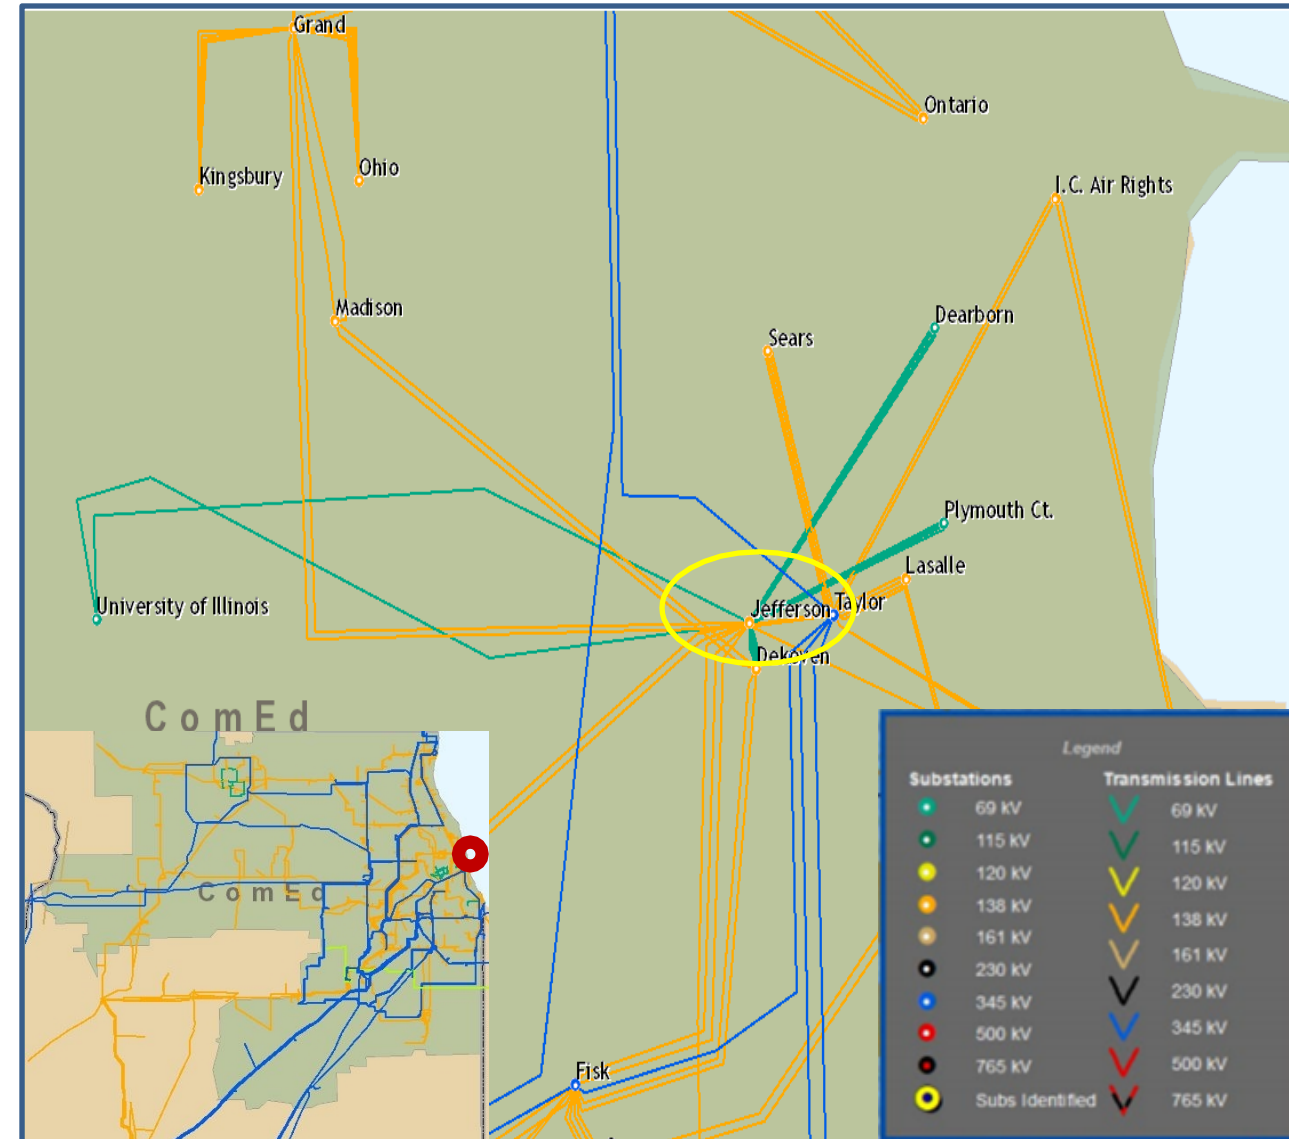 Grand
Ontario
Kingsbury
Ohio
I.C. Air Rights
Madison
Dearborn
Sears
Plymouth Ct.
Lasalle
University of Illinois
Jefferson
Taylor
Dekoven
ComEd
ComEd
Fisk
Legend
Substations Transmission Lines
69 kV 69 kV
115 kV 115 kV
120 kV 120 kV
138 kV 138 kV
161 kV 161 kV
230 kV 230 kV
345 kV 345 kV
500 kV 500 kV
765 kV 765 kV
Subs Identified